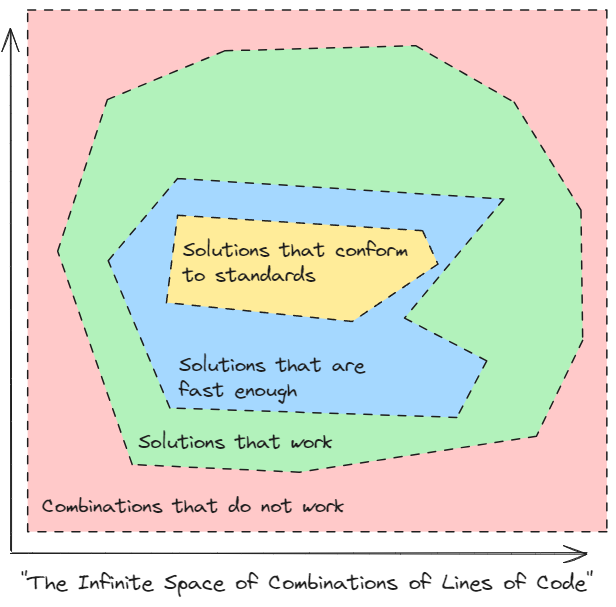 Solutions that conform
to standards
Solutions that are
fast enough
Solutions that work
Combinations that do not work
"The Infinite Space of Combinations of Lines of Code"